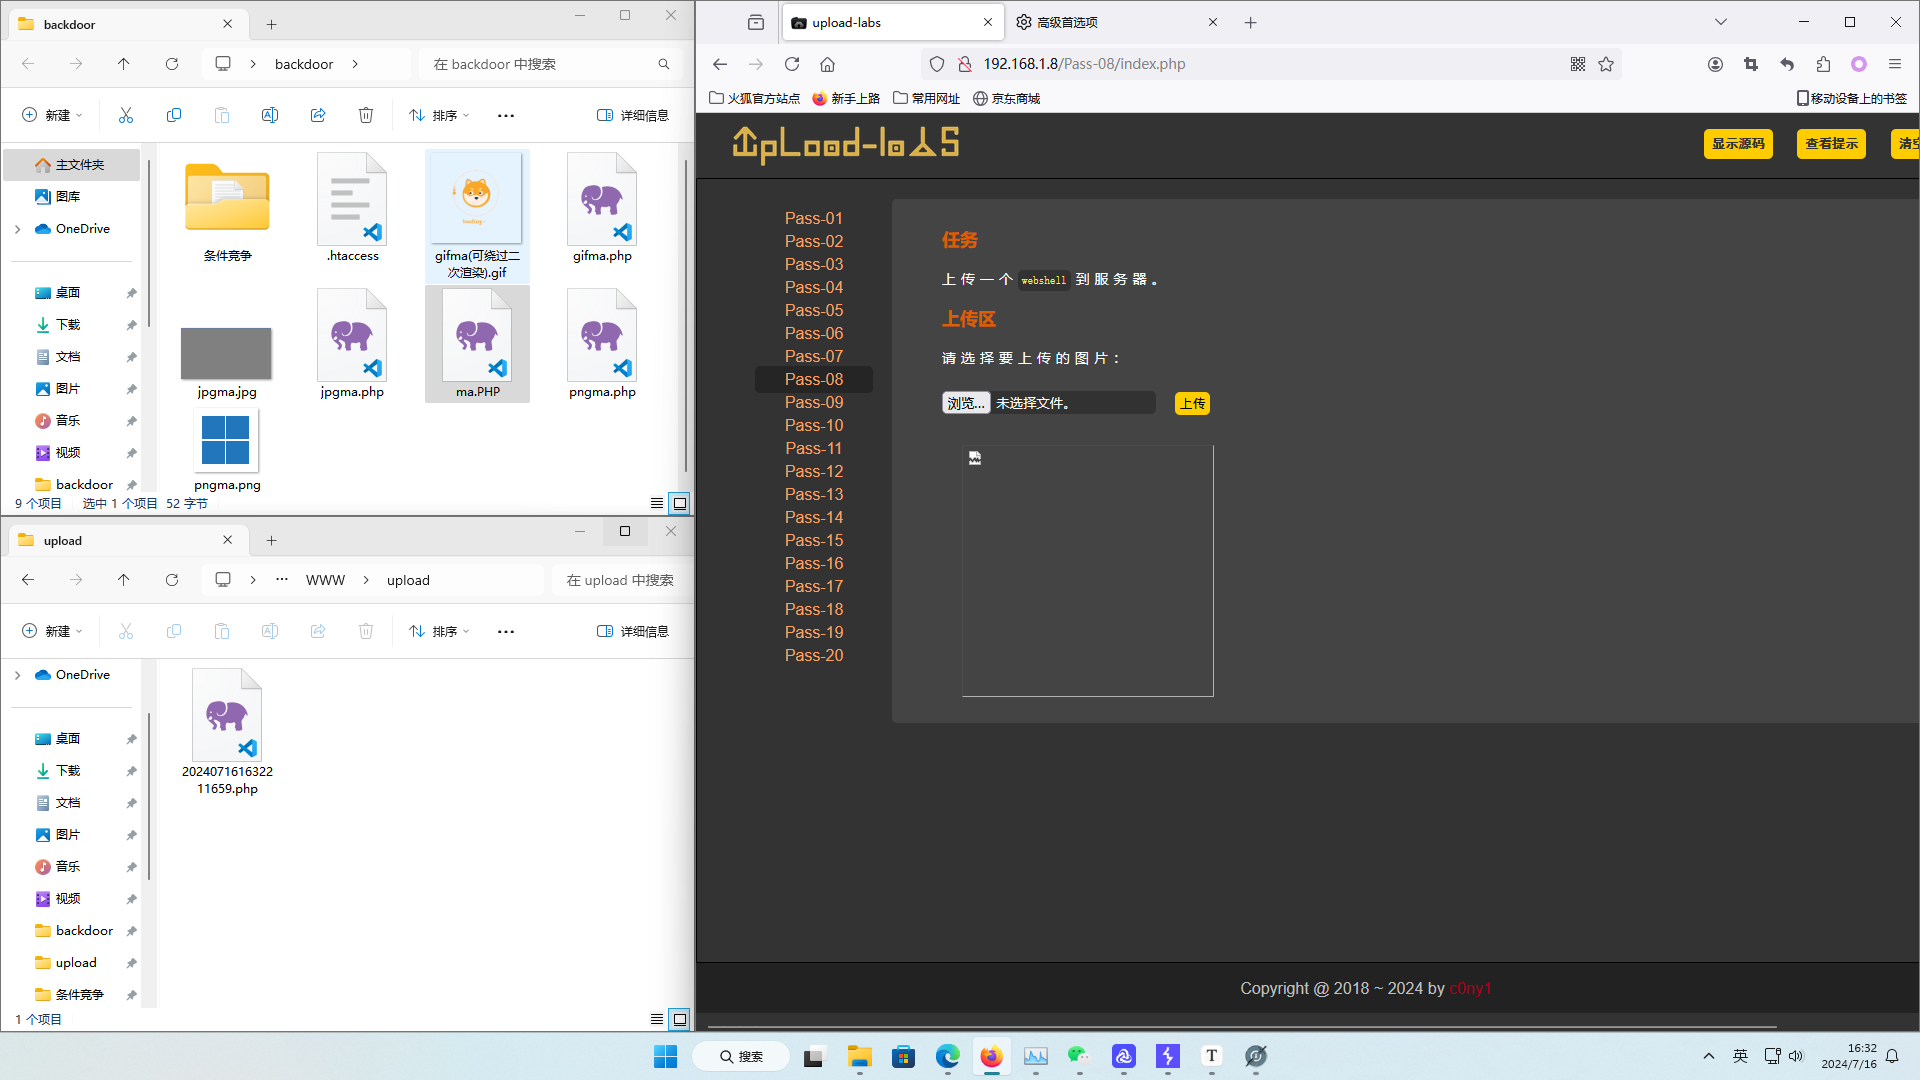 backdoor
backdoor
在 backdoor 中搜索
新建
排序
详细信息
主文件夹
图库
OneDrive
桌面
下载
文档
图片
音乐
视频
backdoor
条件竞争
.htaccess
gifma(可绕过二
次渲染).gif
gifma.php
jpgma.jpg
jpgma.php
ma.PHP
pngma.php
pngma.png
9 个项目
选中 1 个项目 52 字节
upload
WWW
upload
在 upload 中搜索
新建
排序
详细信息
OneDrive
桌面
下载
文档
图片
音乐
视频
backdoor
upload
条件竞争
2024071616322
11659.php
1 个项目
upload-labs
高级首选项
192.168.1.8/Pass-08/index.php
火狐官方站点
新手上路
常用网址
京东商城
移动设备上的书签
UpLoad-labS
显示源码
查看提示
清空
Pass-01
Pass-02
Pass-03
Pass-04
Pass-05
Pass-06
Pass-07
Pass-08
Pass-09
Pass-10
Pass-11
Pass-12
Pass-13
Pass-14
Pass-15
Pass-16
Pass-17
Pass-18
Pass-19
Pass-20
任务
上传一个 webshell 到服务器。
上传区
请选择要上传的图片：
浏览... 未选择文件。
上传
Copyright @ 2018 ~ 2024 by c0ny1
搜索
T
英
16:32
2024/7/16